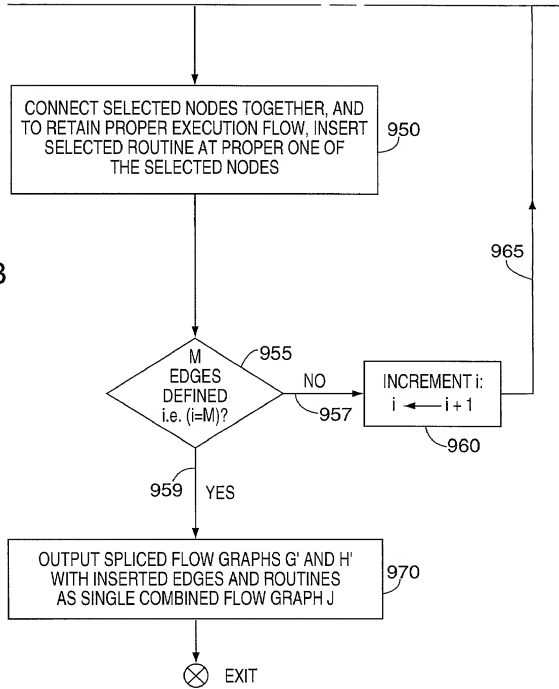 CONNECT SELECTED NODES TOGETHER, AND
TO RETAIN PROPER EXECUTION FLOW, INSERT
SELECTED ROUTINE AT PROPER ONE OF
THE SELECTED NODES
950
965
M
EDGES
DEFINED
i.e. (i=M)?
955
NO
957
INCREMENT i:
i ← i + 1
960
959
YES
OUTPUT SPLICED FLOW GRAPHS G' AND H'
WITH INSERTED EDGES AND ROUTINES
AS SINGLE COMBINED FLOW GRAPH J
970
EXIT